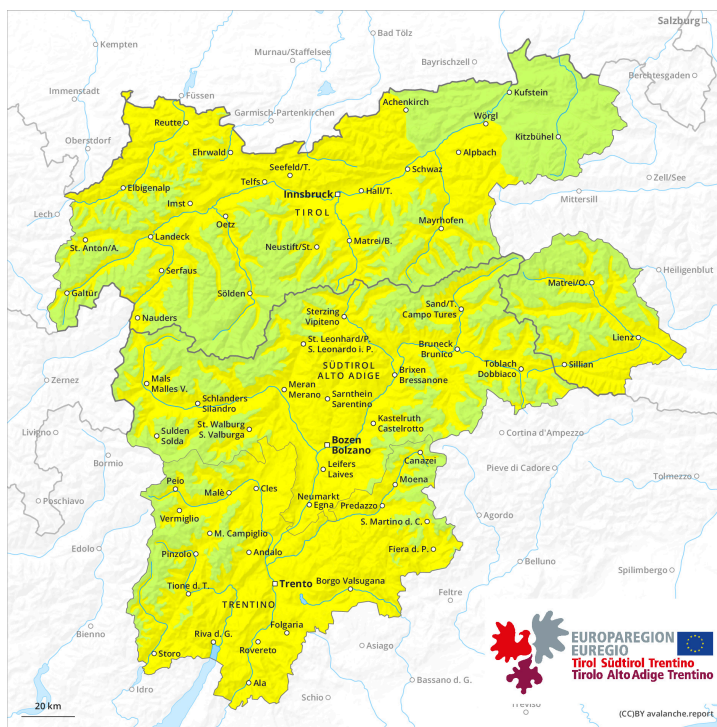 Salzburg
Kempten
Bad Tölz
Murnau/Staffelsee
Bayrischzell
Berchtesgaden
Immenstadt
Füssen
Garmisch-Partenkirchen
Achenkirch
Kufstein
Reutte
Wörgl
Oberstdorf
Kitzbühel
Ehrwald
Alpbach
Seefeld/T.
Schwaz
Zell/See
Telfs
Elbigenalp
Innsbruck
Hall/T.
Mittersill
Imst
TIROL
Lech
Oetz
Mayrhofen
Landeck
St. Anton/A.
Neustift/St.
Matrei/B.
Serfaus
Heiligenblut
Matrei/O.
Galtür
Sölden
Sand/T.
Campo Tures
Nauders
Sterzing
Vipiteno
Lienz
St. Leonhard/P.
S. Leonardo i. P.
Bruneck
Brunico
Sillian
SÜDTIROL
ALTO ADIGE
Toblach
Dobbiaco
Brixen
Bressanone
Zernez
Mals
Malles V.
Meran
Merano
Sarnthein
Sarentino
Schlanders
Silandro
Kastelruth
Castelrotto
St. Walburg
S. Valburga
Livigno
Sulden
Solda
Bozen
Bolzano
Cortina d'Ampezzo
Bormio
Canazei
Leifers
Laives
Pieve di Cadore
Tolmezzo
Peio
Moena
Malè
Cles
Poschiavo
Neumarkt
Egna
Predazzo
Agordo
Vermiglio
S. Martino d. C.
M. Campiglio
Edolo
Pinzolo
Andalo
Fiera d. P.
Belluno
Spilimbergo
Tione d. T.
Trento
Borgo Valsugana
Feltre
TRENTINO
Bienno
Folgaria
Riva d. G.
Rovereto
Asiago
Storo
Bassano d. G.
Ala
Idro
Schio
Treviso
EUROPAREGION
EUREGIO
Tirol Südtirol Trentino
Tirolo Alto Adige Trentino
20 km
(CC)BY avalanche.report